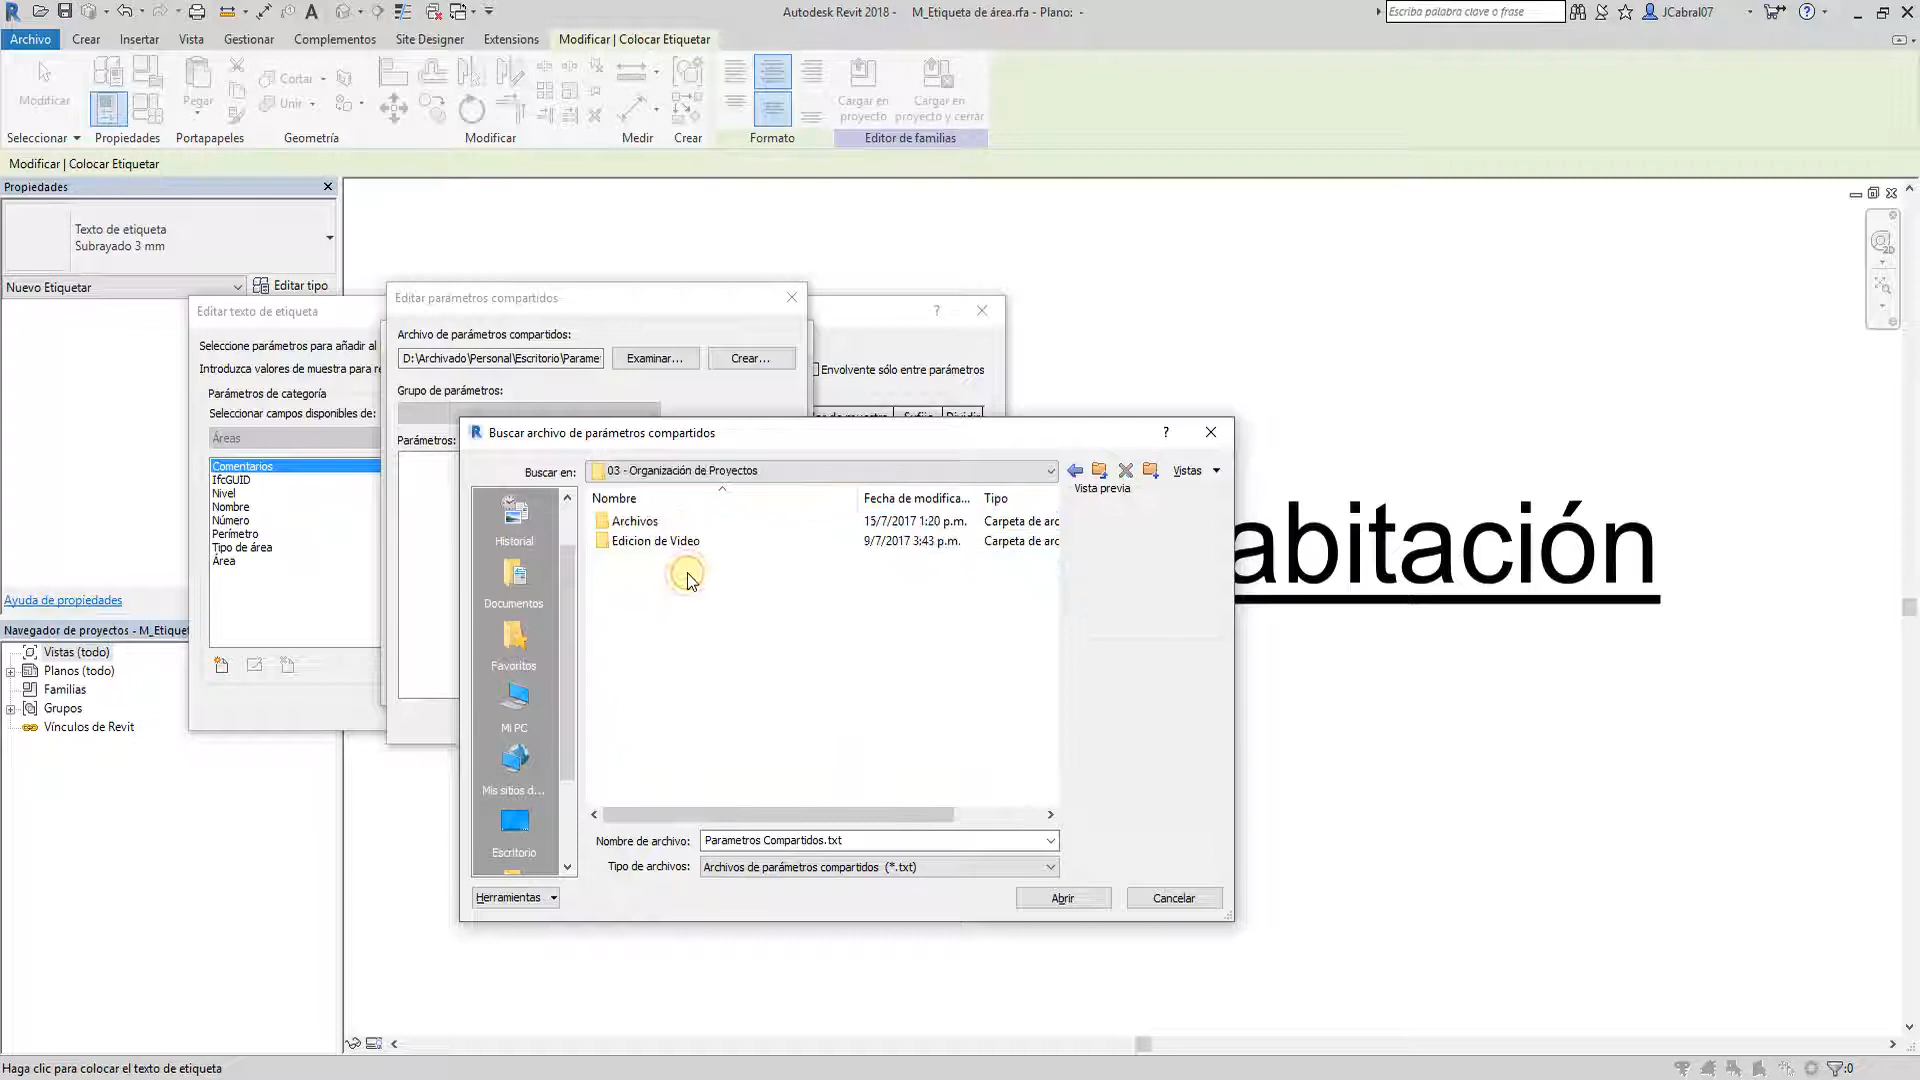 Autodesk Revit 2018 - M_Etiqueta de área.rfa - Plano: -
Escriba palabra clave o frase
JCabral07
Archivo Crear Insertar Vista Gestionar Complementos Site Designer Extensions Modificar | Colocar Etiquetar
Modificar
Pegar
Cortar
Unir
Cargar en proyecto
Cargar en proyecto y cerrar
Seleccionar Propiedades Portapapeles Geometría Modificar Medir Crear Formato Editor de familias
Modificar | Colocar Etiquetar
Propiedades
Texto de etiqueta
Subrayado 3 mm
Nuevo Etiquetar
Editar tipo
Ayuda de propiedades
Navegador de proyectos - M_Etiquet
Vistas (todo)
Planos (todo)
Familias
Grupos
Vínculos de Revit
Editar texto de etiqueta
Seleccione parámetros para añadir al
Introduzca valores de muestra para re
Parámetros de categoría
Seleccionar campos disponibles de:
Áreas
Comentarios
IfcGUID
Nivel
Nombre
Número
Perímetro
Tipo de área
Área
Envolvente sólo entre parámetros
Editar parámetros compartidos
Archivo de parámetros compartidos:
D:\Archivado\Personal\Escritorio\Parame
Examinar...
Crear...
Grupo de parámetros:
Parámetros:
Buscar archivo de parámetros compartidos
Buscar en:
03 - Organización de Proyectos
Vistas
Vista previa
Nombre Fecha de modifica... Tipo
Archivos 15/7/2017 1:20 p.m. Carpeta de arc
Edicion de Video 9/7/2017 3:43 p.m. Carpeta de arc
Historial
Documentos
Favoritos
Mi PC
Mis sitios d...
Escritorio
Nombre de archivo: Parametros Compartidos.txt
Tipo de archivos: Archivos de parámetros compartidos (*.txt)
Herramientas
Abrir
Cancelar
abitación
2D
Haga clic para colocar el texto de etiqueta
:0